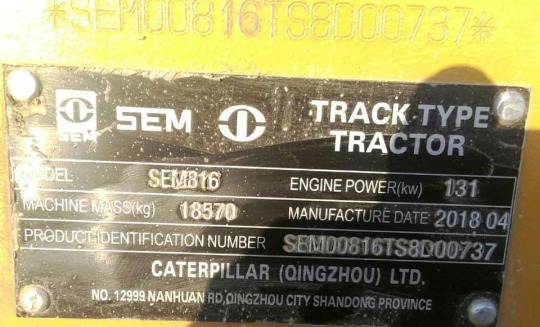 *SEM00816TS8D00737*
SEM SEM TRACK TYPE
TRACTOR
MODEL SEM816 ENGINE POWER(kw) 131
MACHINE MASS(kg) 18570 MANUFACTURE DATE 2018 04
PRODUCT IDENTIFICATION NUMBER SEM00816TS8D00737
CATERPILLAR (QINGZHOU) LTD.
NO. 12999 NANHUAN RD,QINGZHOU CITY SHANDONG PROVINCE